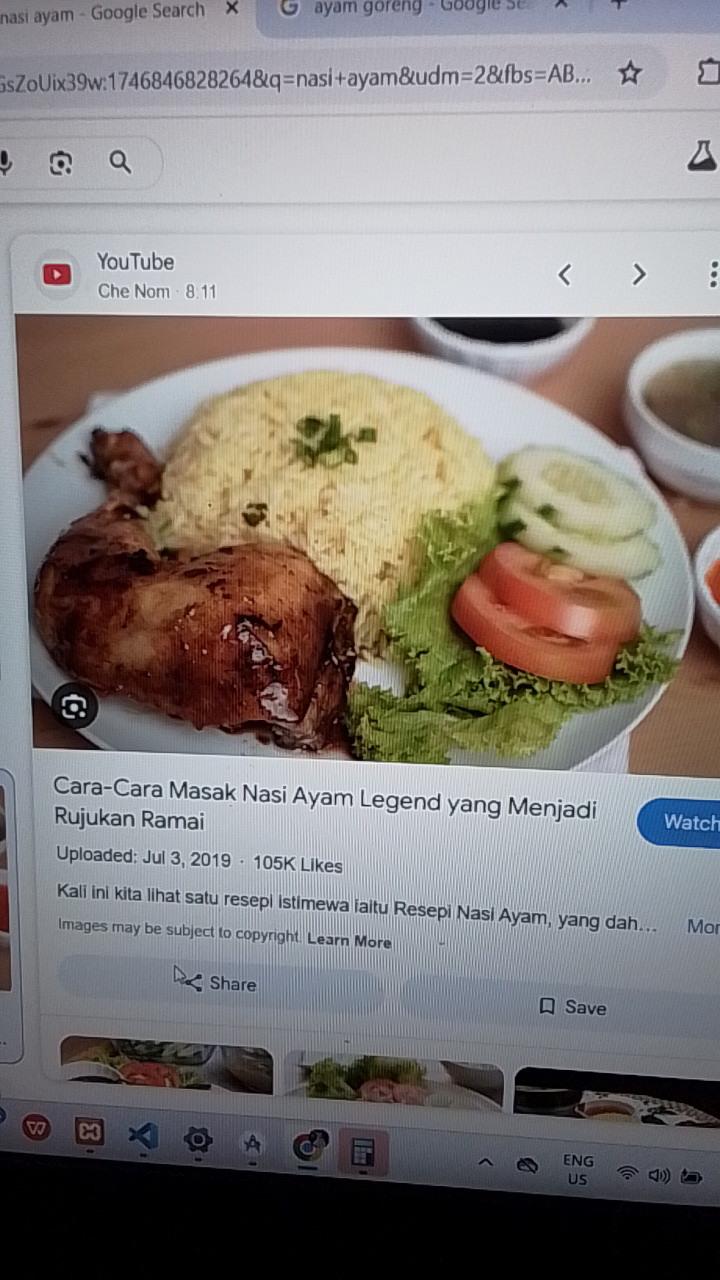 nasi ayam - Google Search
ayam goreng - Google Se
GsZoUix39w:1746846828264&q=nasi+ayam&udm=2&fbs=AB...
YouTube
Che Nom · 8:11
Cara-Cara Masak Nasi Ayam Legend yang Menjadi
Rujukan Ramai
Watch
Uploaded: Jul 3, 2019 · 105K Likes
Kali ini kita lihat satu resepi istimewa iaitu Resepi Nasi Ayam, yang dah...
Mor
Images may be subject to copyright. Learn More
Share
Save
ENG
US